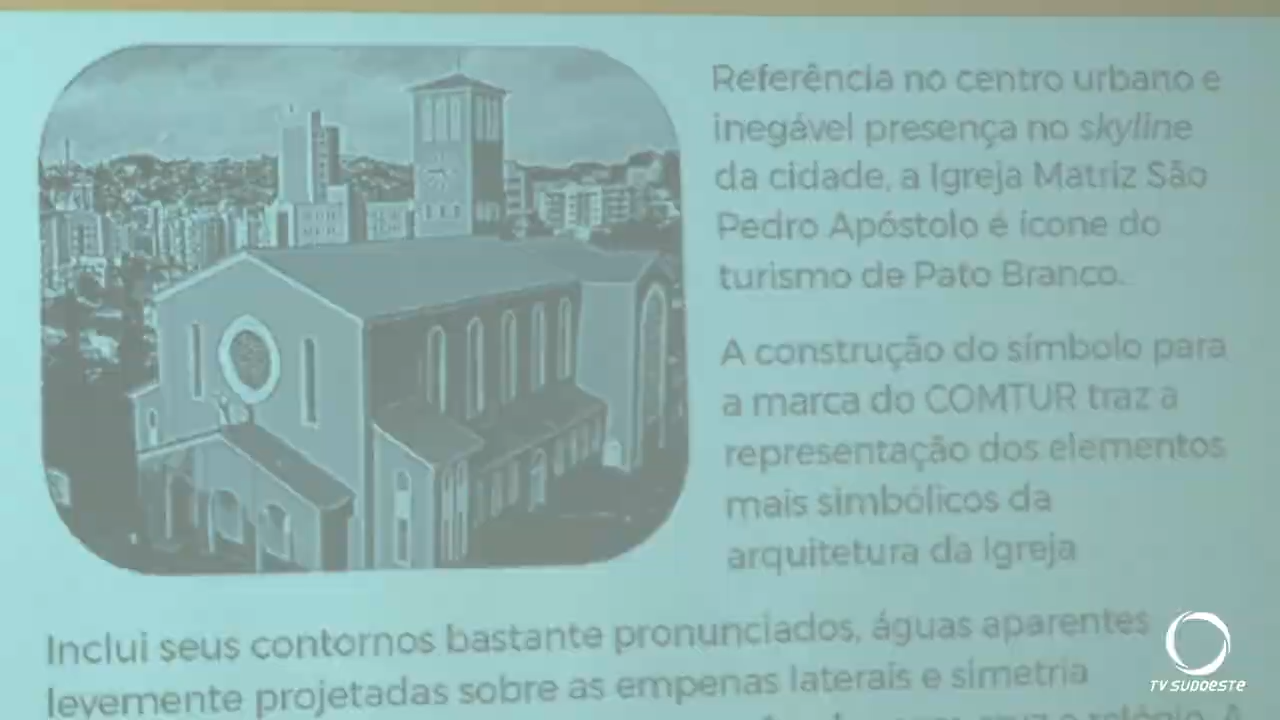 Referência no centro urbano e
inegável presença no skyline
da cidade, a Igreja Matriz São
Pedro Apóstolo é ícone do
turismo de Pato Branco.
A construção do símbolo para
a marca do COMTUR traz a
representação dos elementos
mais simbólicos da
arquitetura da Igreja
Inclui seus contornos bastante pronunciados, águas aparentes
levemente projetadas sobre as empenas laterais e simetria
TV SUDOESTE